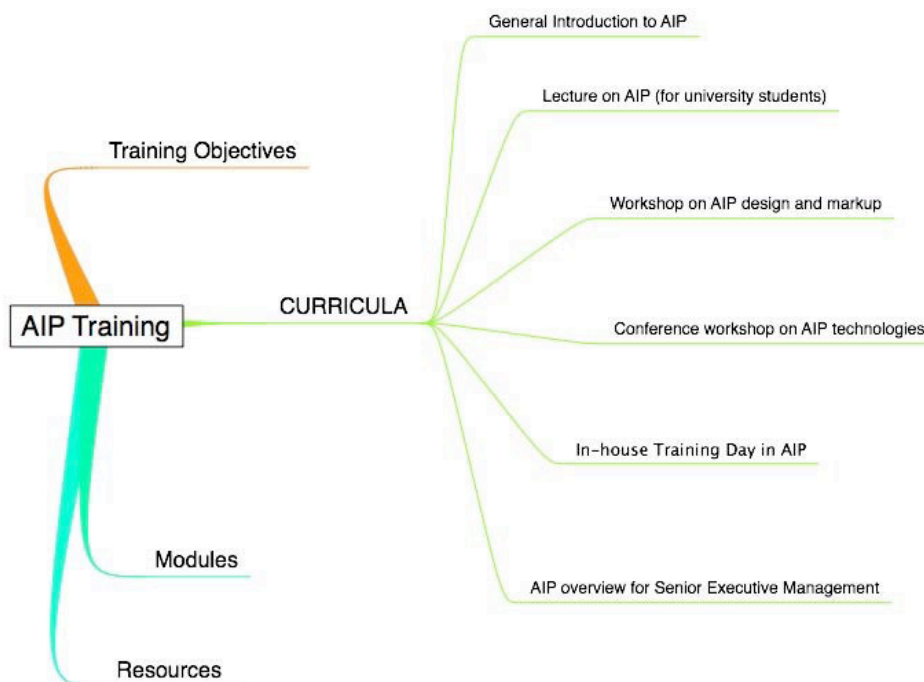 General Introduction to AIP
Lecture on AIP (for university students)
Training Objectives
Workshop on AIP design and markup
CURRICULA
AIP Training
Conference workshop on AIP technologies
In-house Training Day in AIP
Modules
AIP overview for Senior Executive Management
Resources